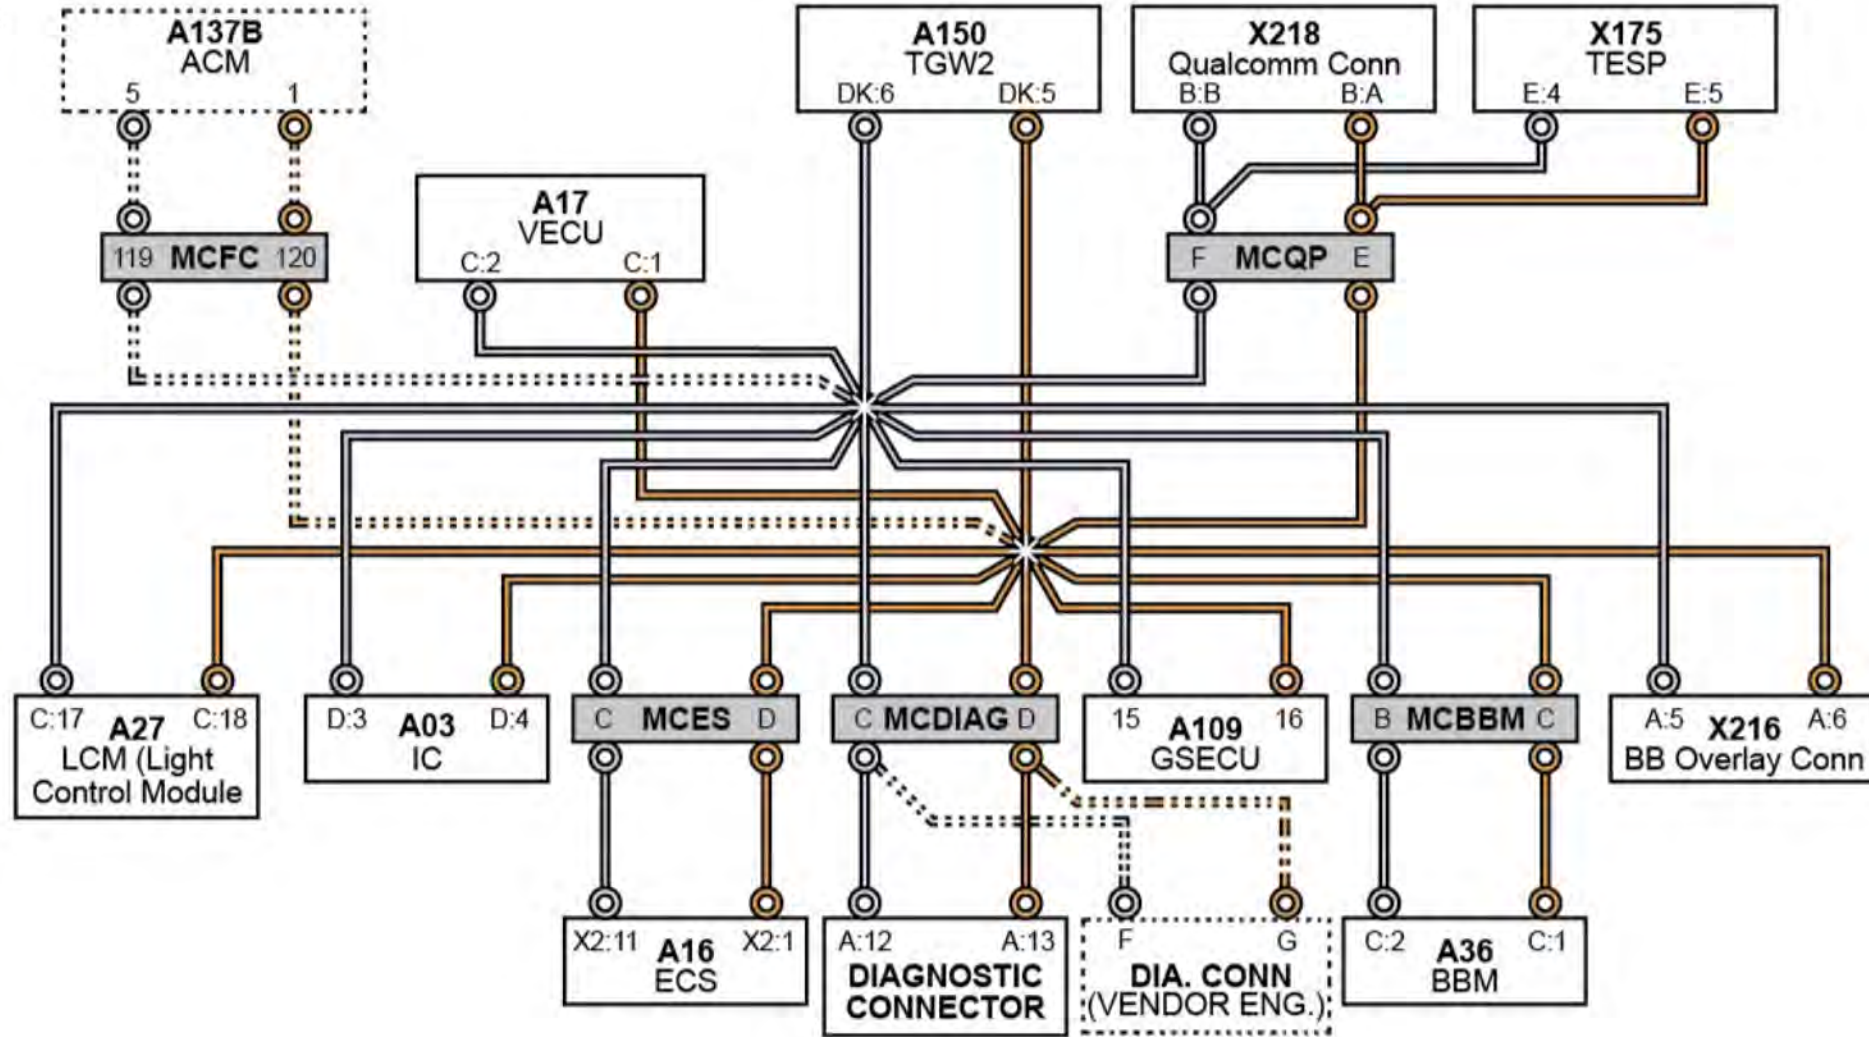 A137B
ACM
5 1
A150
TGW2
DK:6 DK:5
X218
Qualcomm Conn
B:B B:A
X175
TESP
E:4 E:5
A17
VECU
C:2 C:1
119 MCFC 120
F MCQP E
C:17 C:18
A27
LCM (Light
Control Module
D:3 D:4
A03
IC
C MCES D
C MCDIAG D
15 16
A109
GSECU
B MCBBM C
A:5 A:6
X216
BB Overlay Conn
X2:11 X2:1
A16
ECS
A:12 A:13
DIAGNOSTIC
CONNECTOR
F G
DIA. CONN
(VENDOR ENG.)
C:2 C:1
A36
BBM